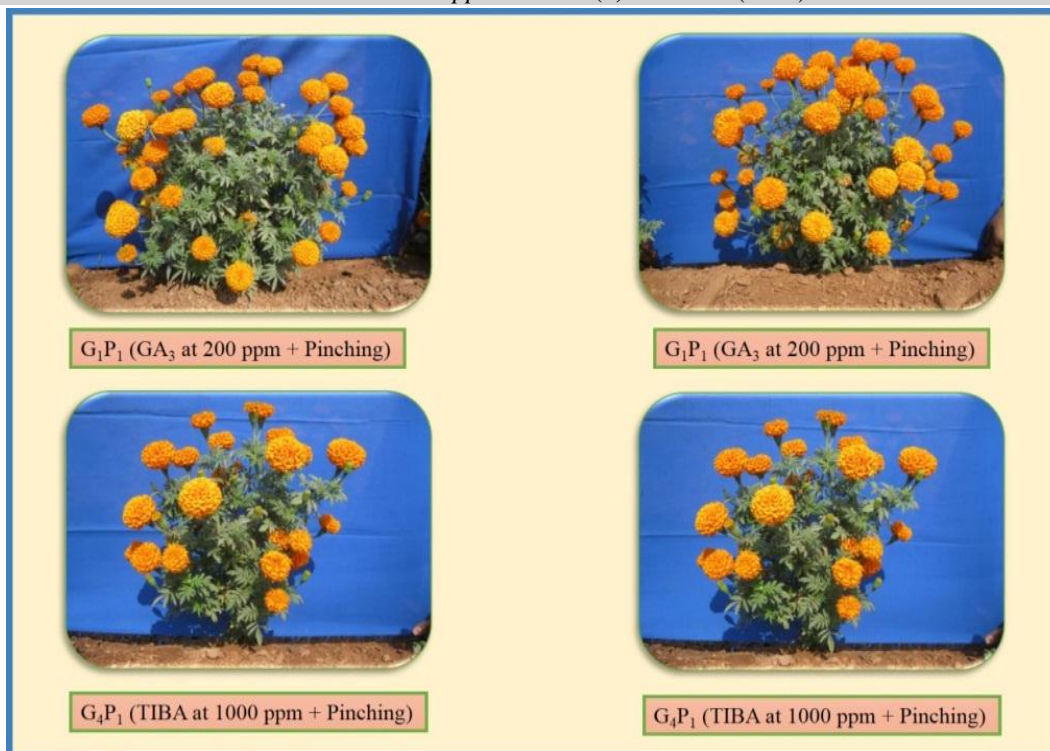 G₁P₁ (GA₃ at 200 ppm + Pinching)
G₁P₁ (GA₃ at 200 ppm + Pinching)
G₄P₁ (TIBA at 1000 ppm + Pinching)
G₄P₁ (TIBA at 1000 ppm + Pinching)